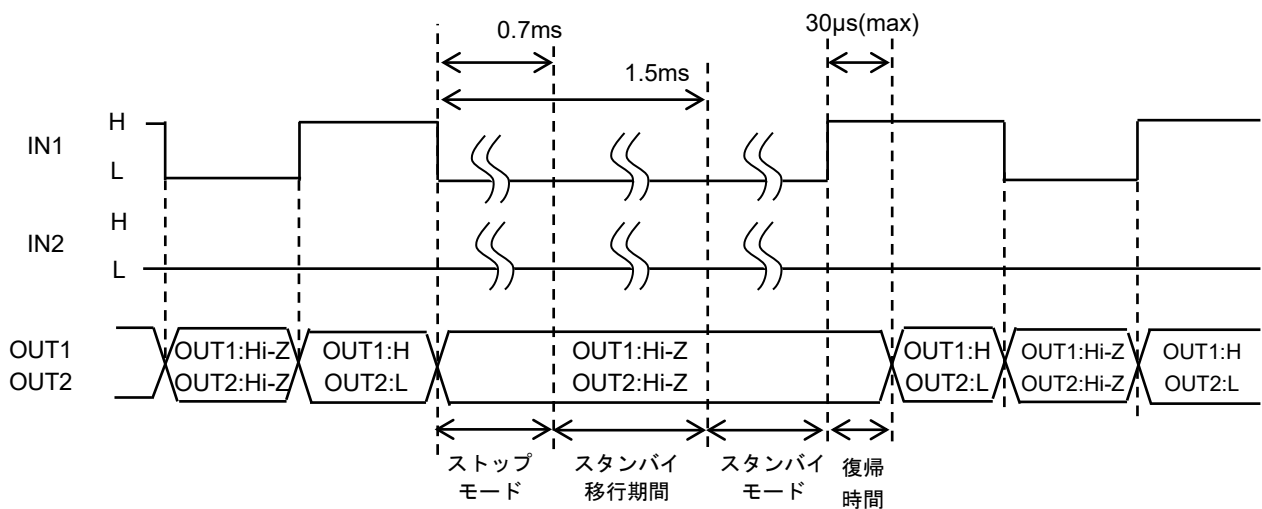 0.7ms
30µs(max)
1.5ms
IN1
H
L
IN2
H
L
OUT1
OUT2
OUT1:Hi-Z
OUT2:Hi-Z
OUT1:H
OUT2:L
OUT1:Hi-Z
OUT2:Hi-Z
OUT1:H
OUT2:L
OUT1:Hi-Z
OUT2:Hi-Z
OUT1:H
OUT2:L
ストップ
モード
スタンバイ
移行期間
スタンバイ
モード
復帰
時間